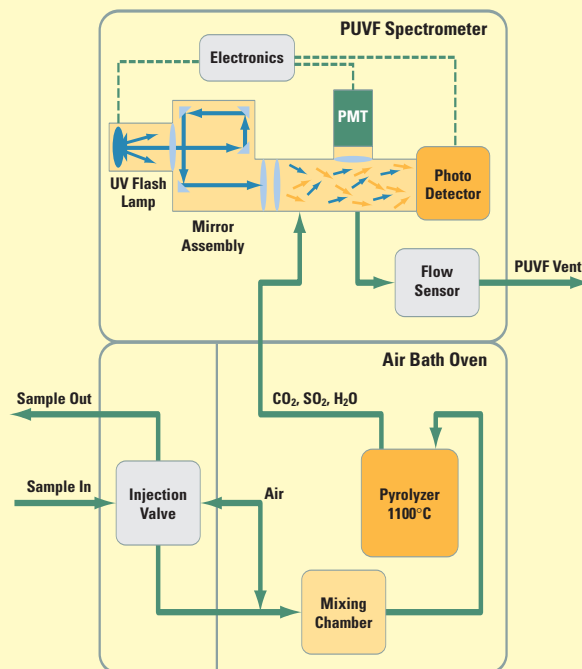 PUVF Spectrometer
Electronics
PMT
UV Flash
Lamp
Photo
Detector
Mirror
Assembly
Flow
Sensor
PUVF Vent
Air Bath Oven
Sample Out
CO₂, SO₂, H₂O
Sample In
Injection
Valve
Air
Pyrolyzer
1100°C
Mixing
Chamber